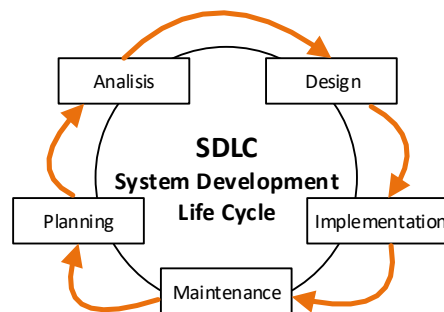 Analisis
Design
SDLC
System Development
Life Cycle
Planning
Implementation
Maintenance